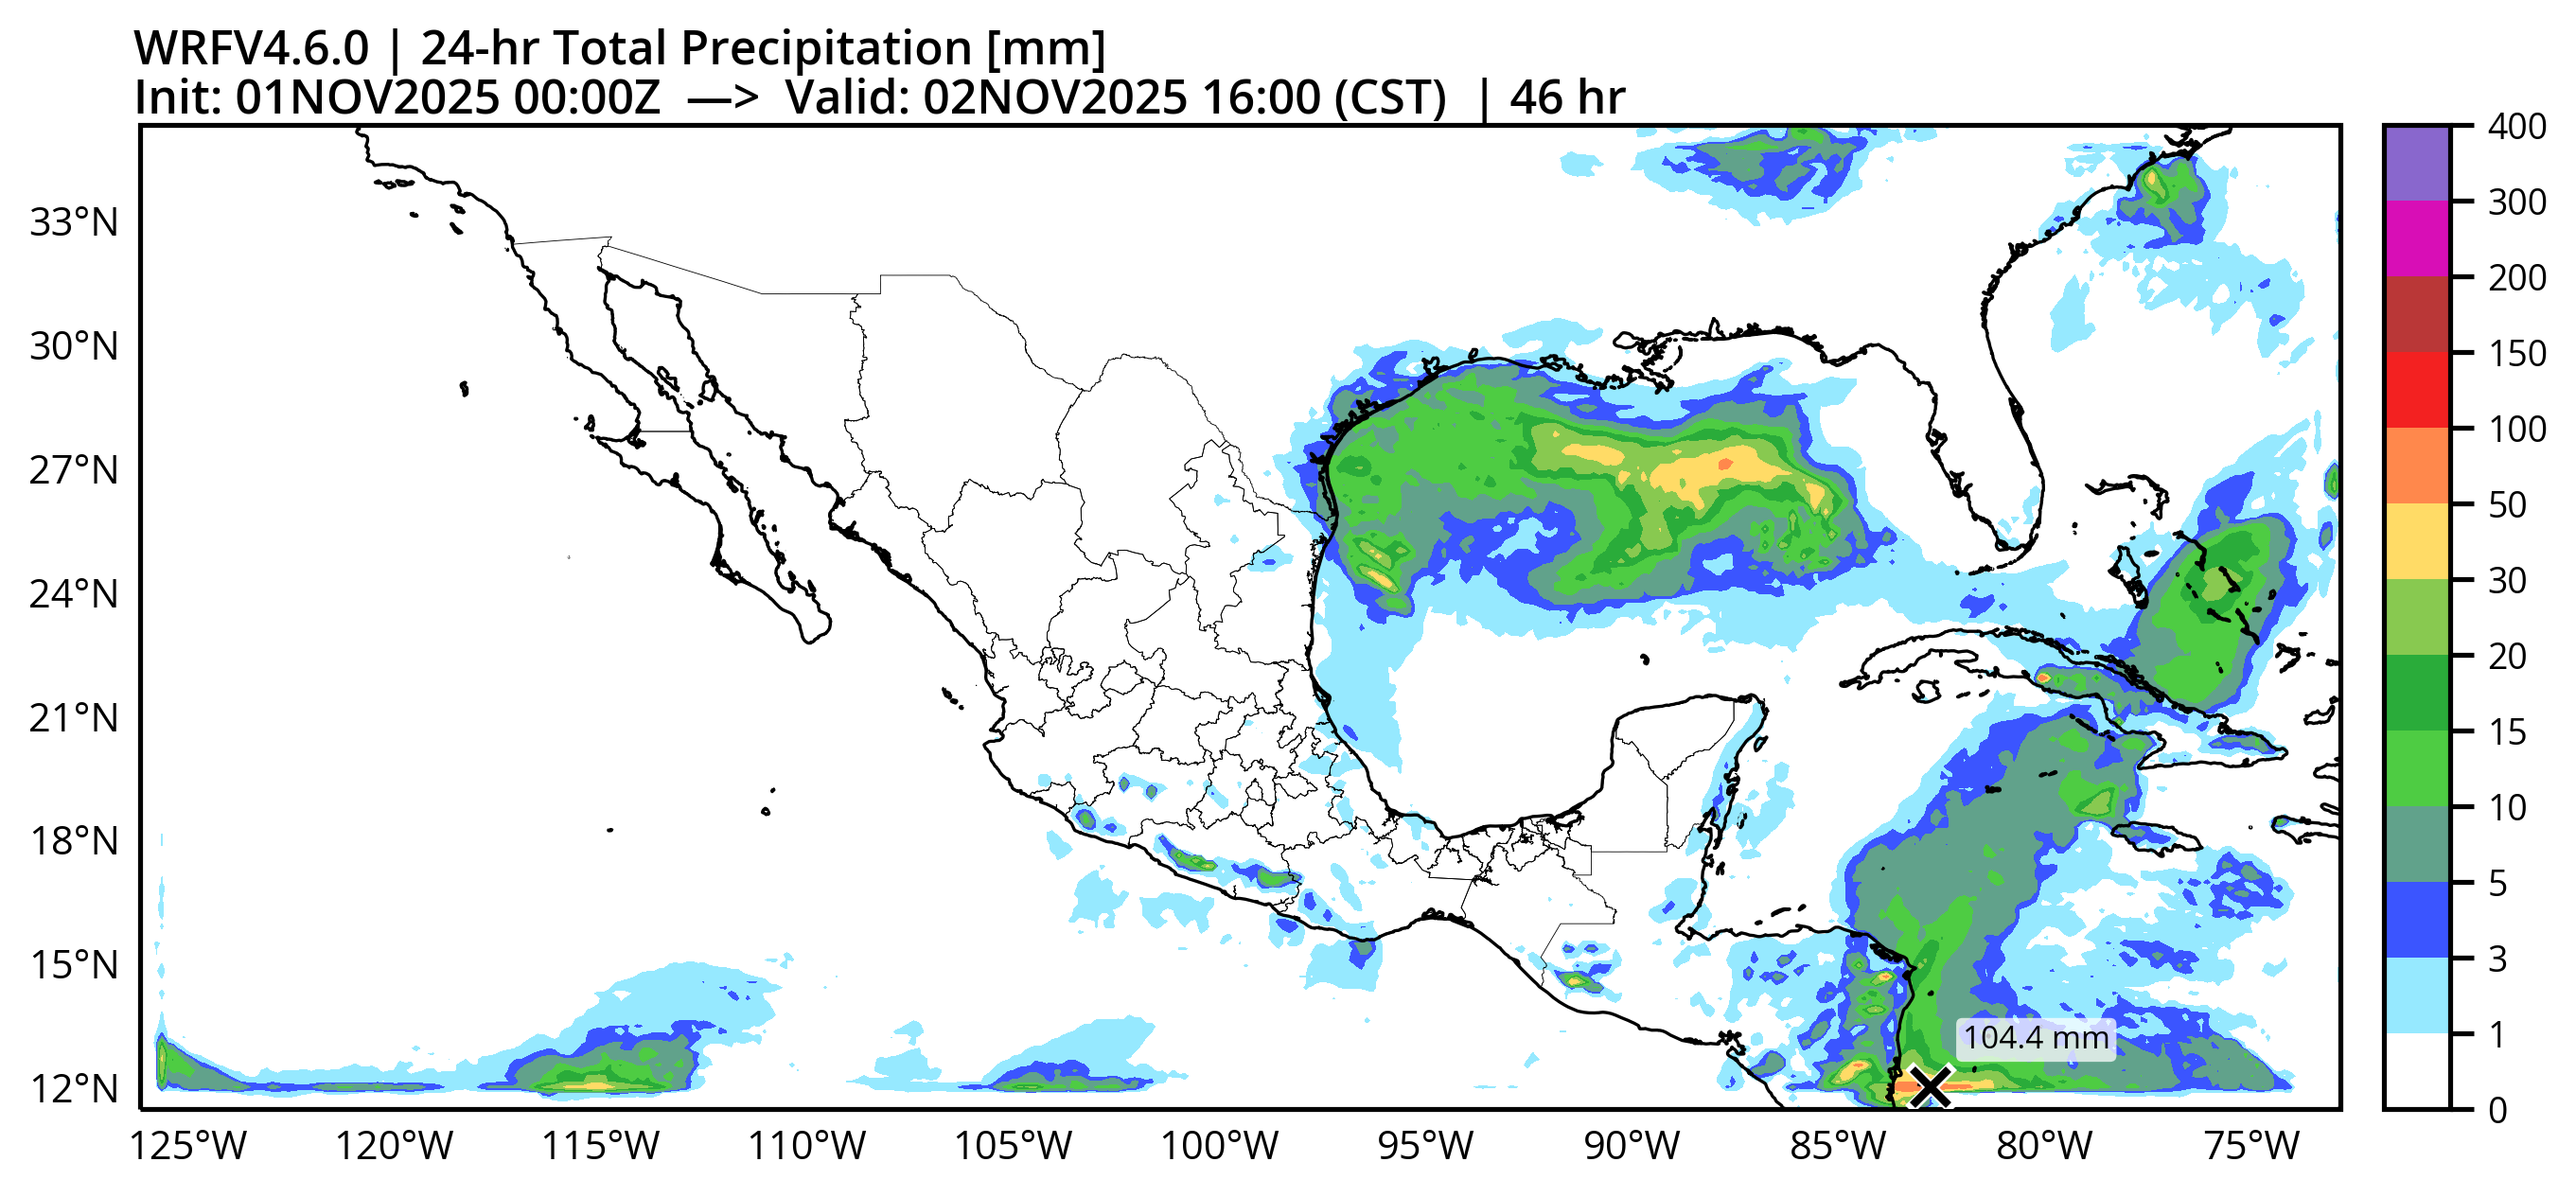 WRFV4.6.0 | 24-hr Total Precipitation [mm]
Init: 01NOV2025 00:00Z —> Valid: 02NOV2025 16:00 (CST) | 46 hr
33°N
30°N
27°N
24°N
21°N
18°N
15°N
12°N
125°W 120°W 115°W 110°W 105°W 100°W 95°W 90°W 85°W 80°W 75°W
104.4 mm
400
300
200
150
100
50
30
20
15
10
5
3
1
0